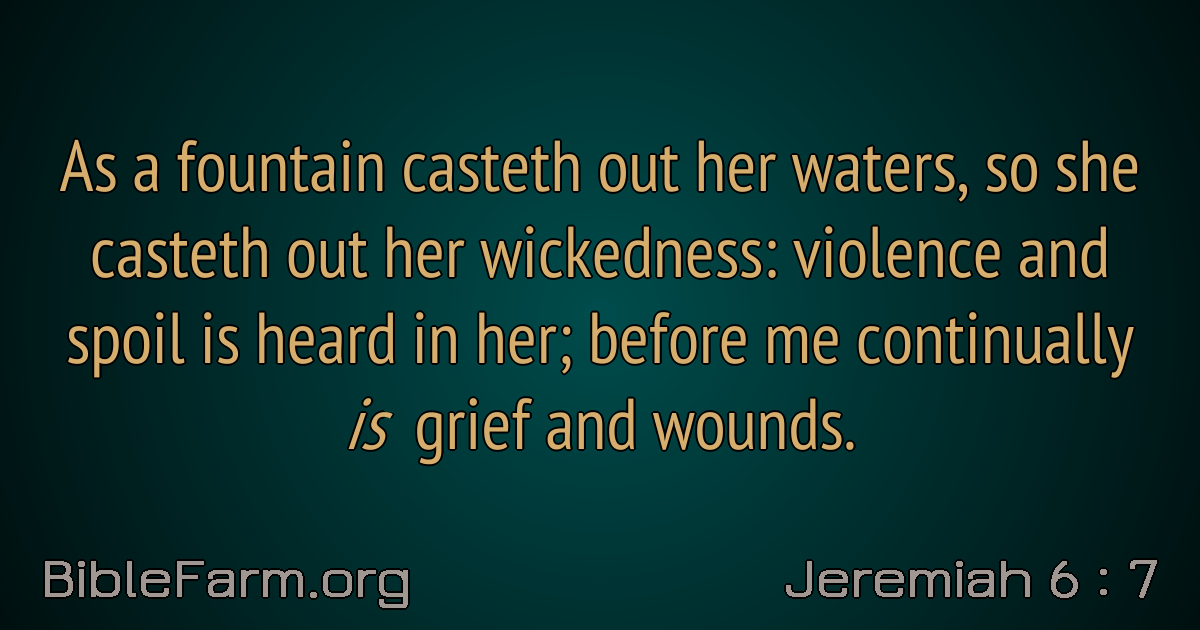 As a fountain casteth out her waters, so she
casteth out her wickedness: violence and
spoil is heard in her; before me continually
is grief and wounds.
BibleFarm.org
Jeremiah 6 : 7